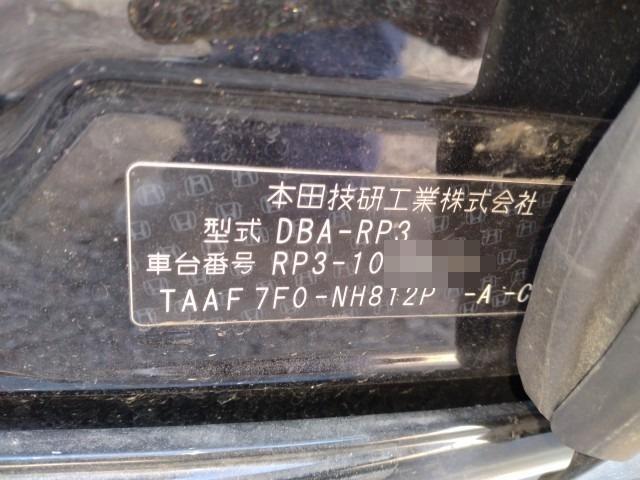 本田技研工業株式会社
型式 DBA-RP3
車台番号 RP3-10
TAAF 7F0-NH812P -A -C